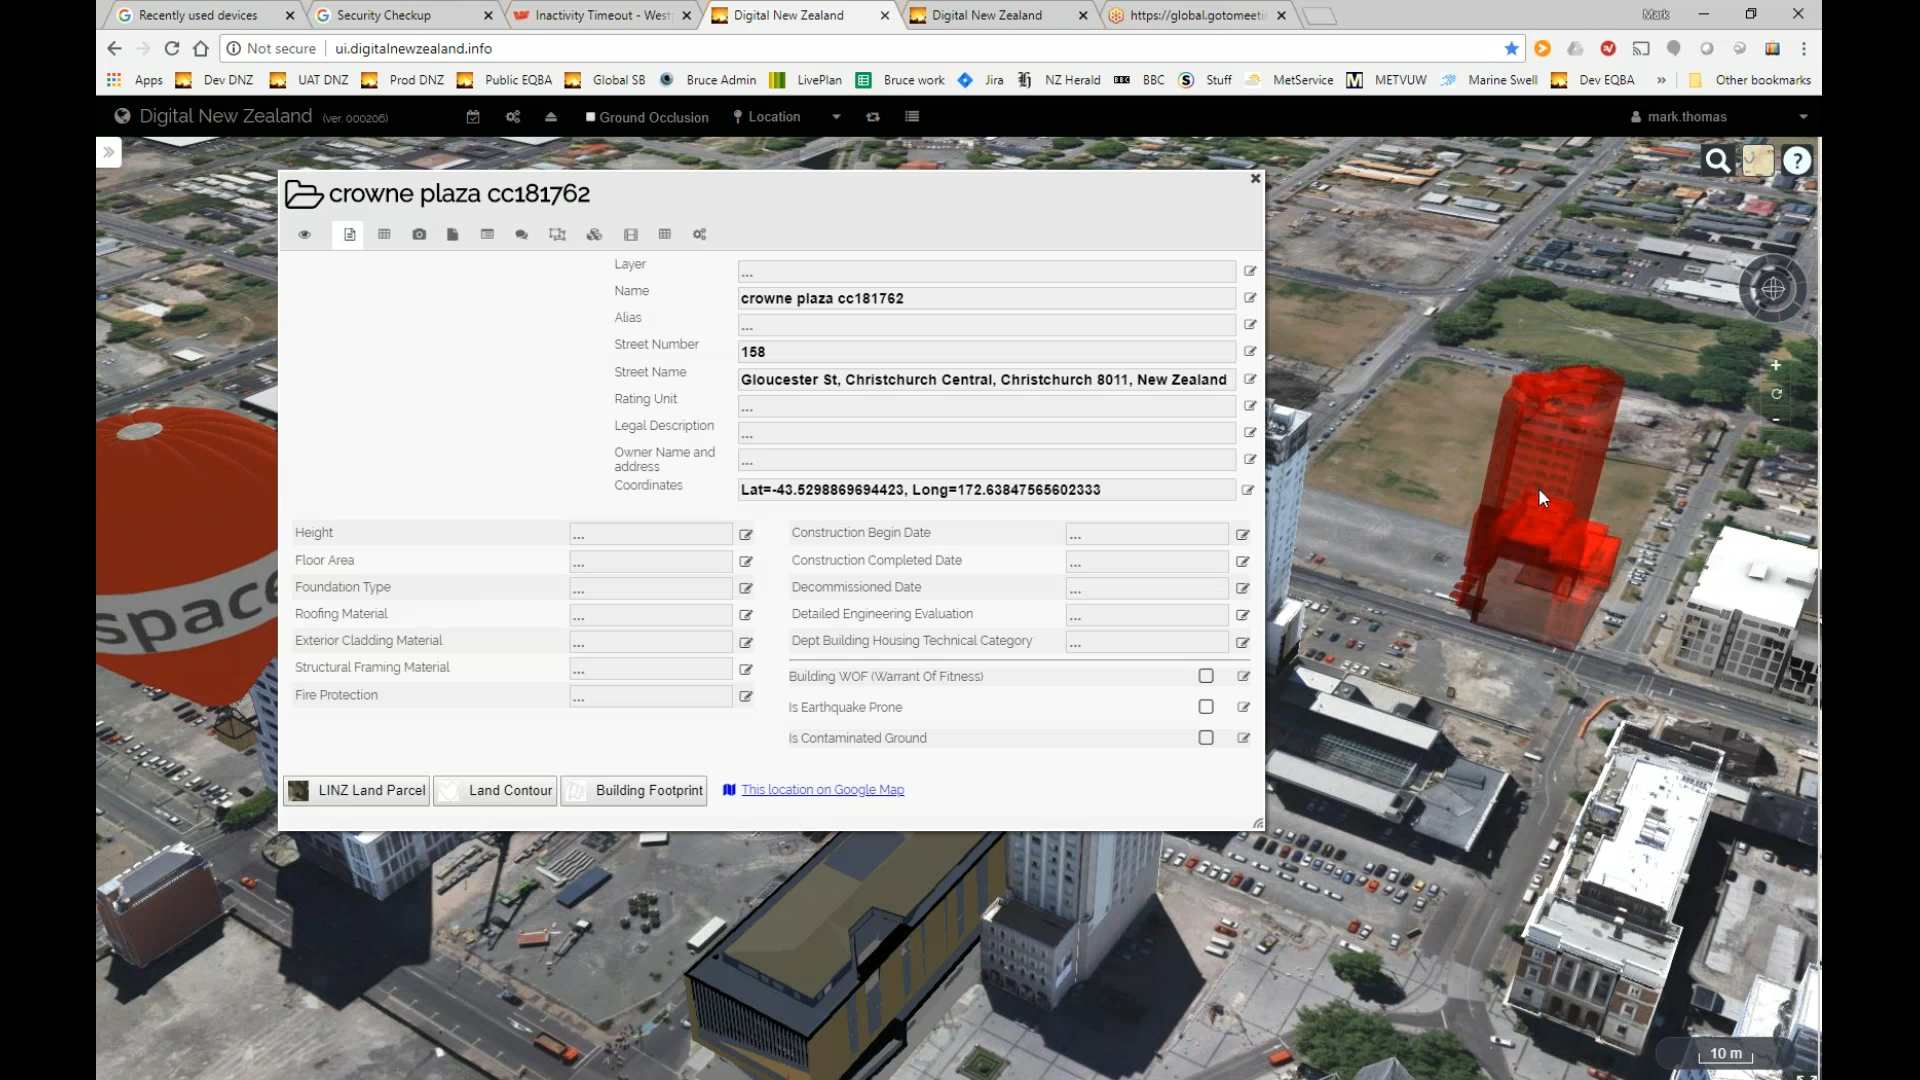 Recently used devices
Security Checkup
Inactivity Timeout - West
Digital New Zealand
Digital New Zealand
https://global.gotomeeti
Mark
Not secure
ui.digitalnewzealand.info
Apps
Dev DNZ
UAT DNZ
Prod DNZ
Public EQBA
Global SB
Bruce Admin
LivePlan
Bruce work
Jira
NZ Herald
BBC
BBC
Stuff
MetService
METVUW
Marine Swell
Dev EQBA
»
Other bookmarks
Digital New Zealand (ver. 000206)
Ground Occlusion
Location
mark.thomas
crowne plaza cc181762
Layer
...
Name
crowne plaza cc181762
Alias
...
Street Number
158
Street Name
Gloucester St, Christchurch Central, Christchurch 8011, New Zealand
Rating Unit
...
Legal Description
...
Owner Name and
address
...
Coordinates
Lat=-43.5298869694423, Long=172.63847565602333
Height
...
Floor Area
...
Foundation Type
...
Roofing Material
...
Exterior Cladding Material
...
Structural Framing Material
...
Fire Protection
...
Construction Begin Date
...
Construction Completed Date
...
Decommissioned Date
...
Detailed Engineering Evaluation
...
Dept Building Housing Technical Category
...
Building WOF (Warrant Of Fitness)
Is Earthquake Prone
Is Contaminated Ground
LINZ Land Parcel
Land Contour
Building Footprint
This location on Google Map
space
10 m